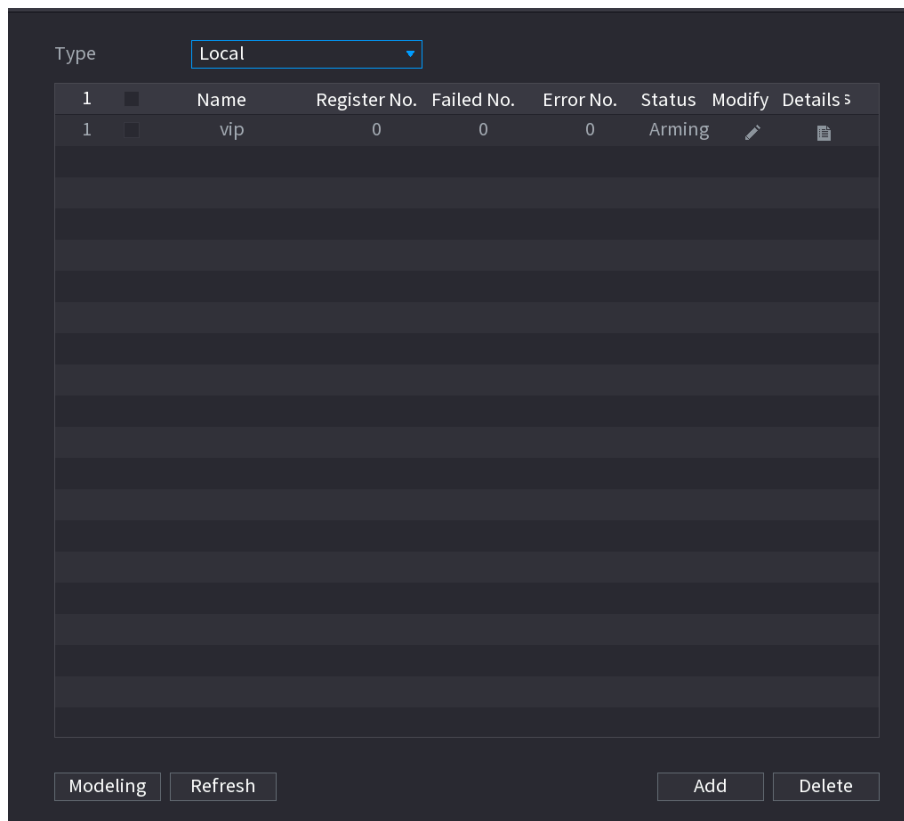 Type Local
1 Name Register No. Failed No. Error No. Status Modify Details s
1 vip 0 0 0 Arming
Modeling Refresh Add Delete